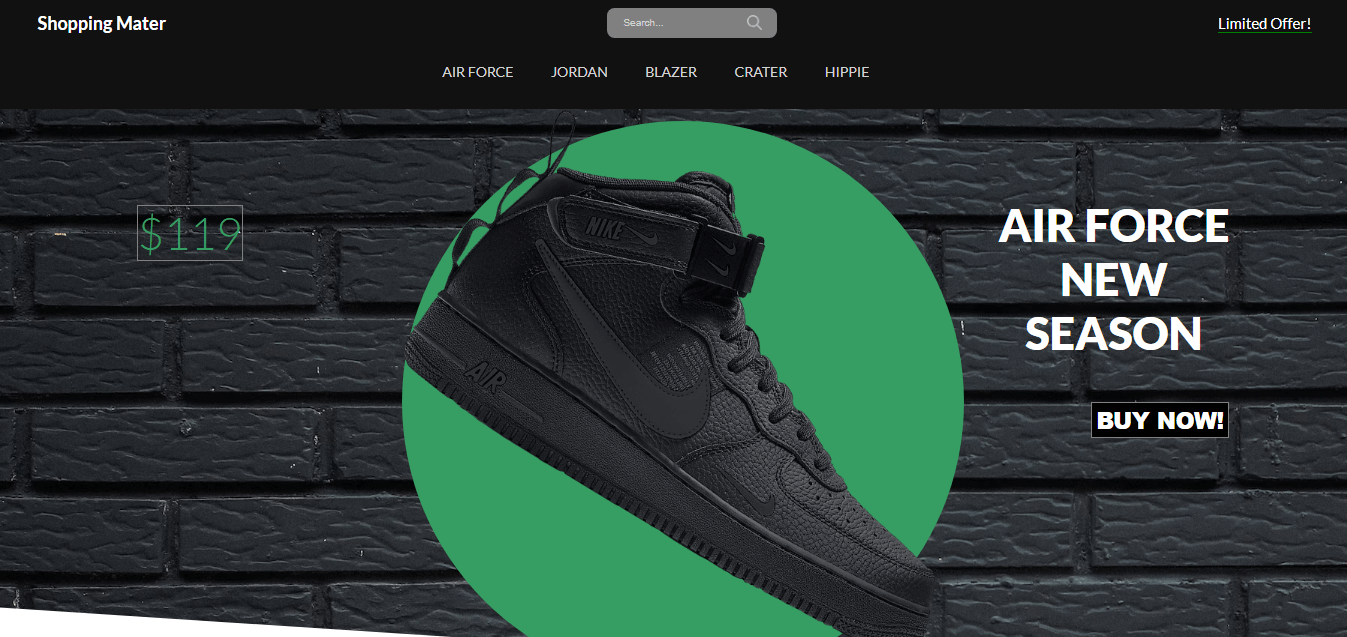 Shopping Mater
Search...
Limited Offer!
AIR FORCE
JORDAN
BLAZER
CRATER
HIPPIE
$119
NIKE
AIR
AIR FORCE
NEW
SEASON
BUY NOW!